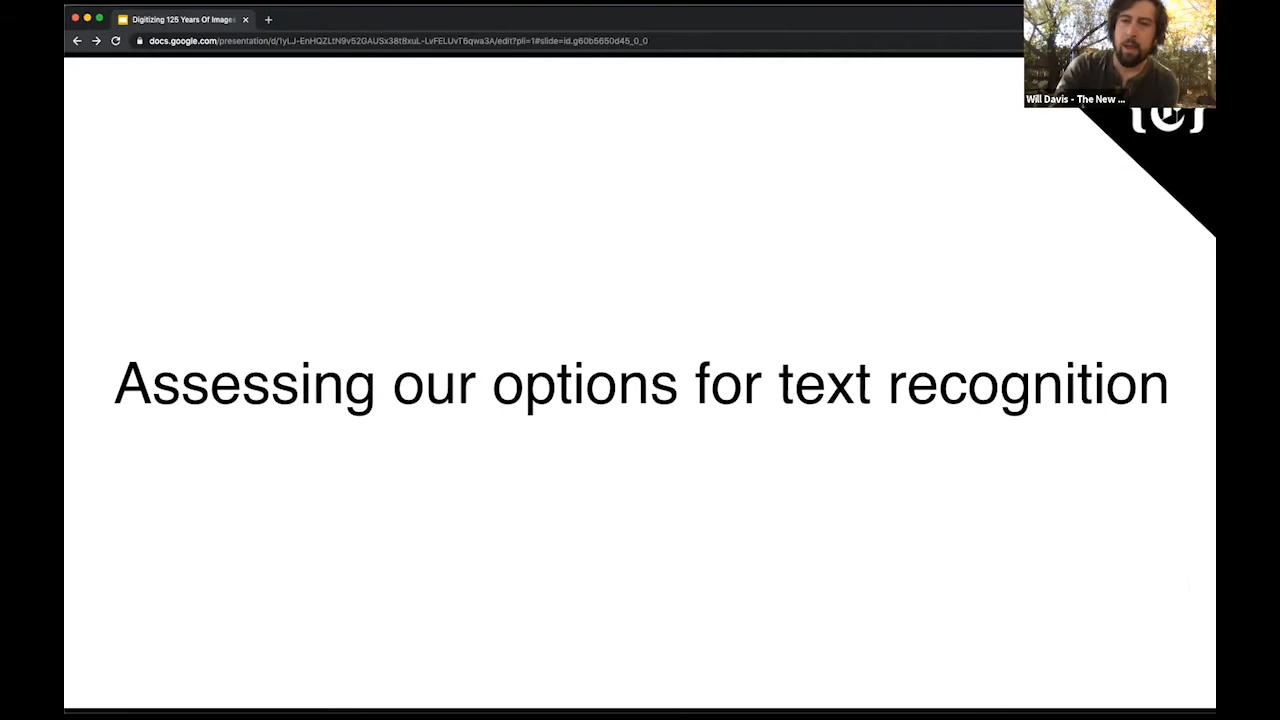 Digitizing 125 Years Of Images
docs.google.com/presentation/d/1yLJ-EnHQZLtN9v52GAUSx38t8xuL-LvFELUvT6qwa3A/edit?pli=1#slide=id.g60b5650d45_0_0
Will Davis - The New ...
Assessing our options for text recognition